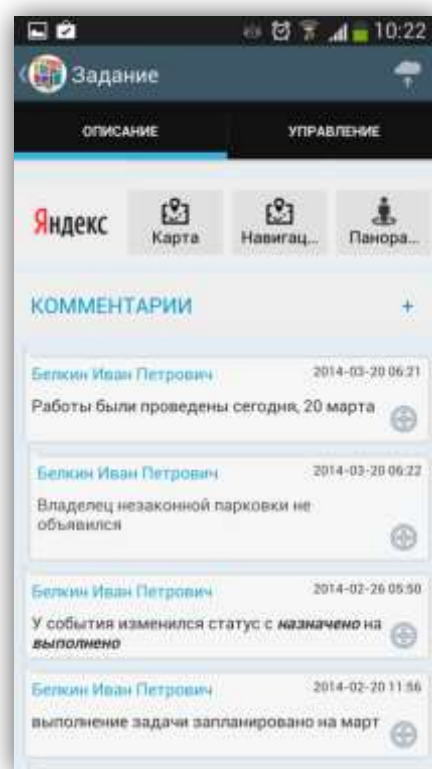 10:22
Задание
ОПИСАНИЕ УПРАВЛЕНИЕ
Яндекс Карта Навигац... Панора...
КОММЕНТАРИИ +
Белкин Иван Петрович 2014-03-20 06:21
Работы были проведены сегодня, 20 марта
Белкин Иван Петрович 2014-03-20 06:22
Владелец незаконной парковки не
объявился
Белкин Иван Петрович 2014-02-26 05:50
У события изменился статус с назначено на
выполнено
Белкин Иван Петрович 2014-02-20 11:56
выполнение задачи запланировано на март